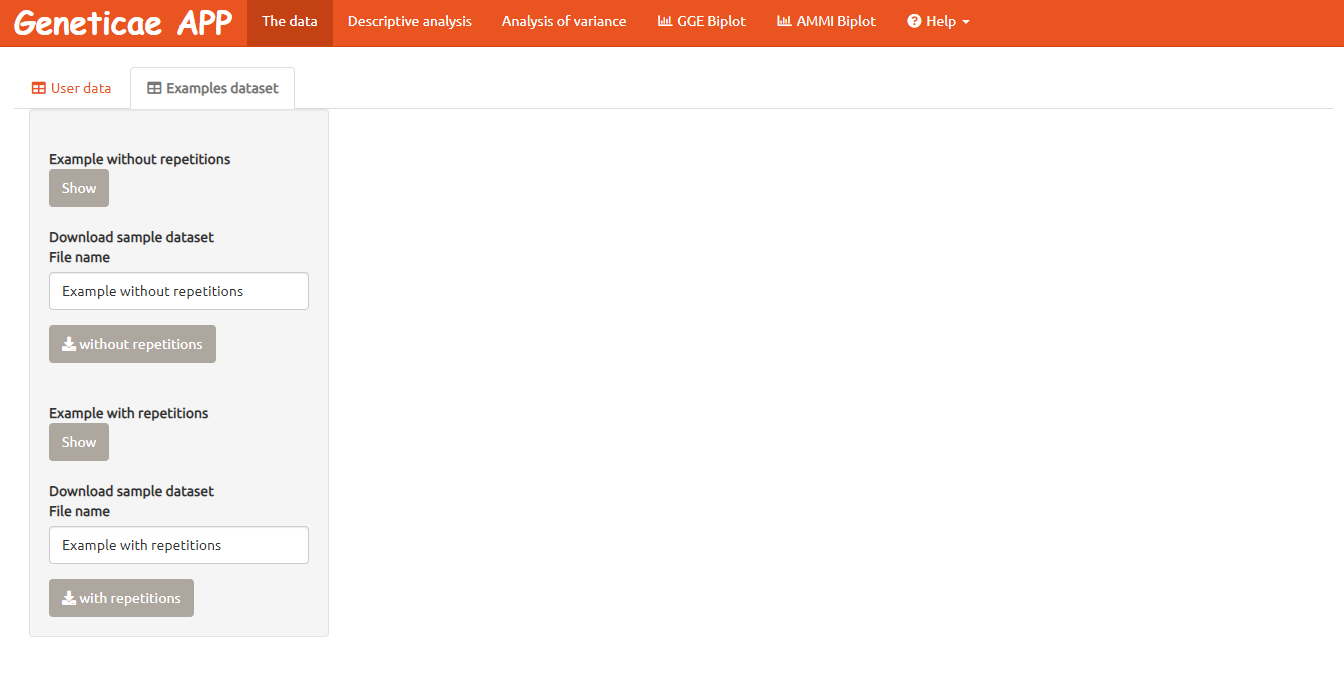 Geneticae APP The data Descriptive analysis Analysis of variance GGE Biplot AMMI Biplot Help
User data Examples dataset
Example without repetitions
Show
Download sample dataset
File name
Example without repetitions
without repetitions
Example with repetitions
Show
Download sample dataset
File name
Example with repetitions
with repetitions